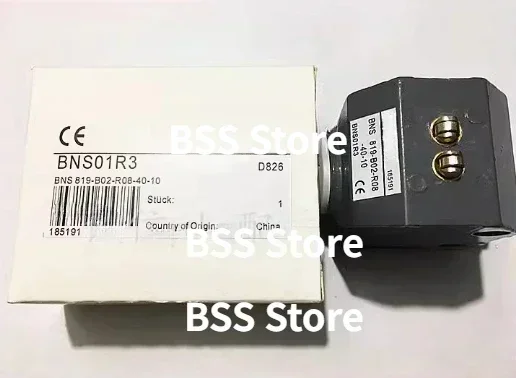 CE
BNS01R3
D826
BNS 819-B02-R08-40-10
Stück:
1
185191
Country of Origin:
China
BNS 819-B02-R08
-40-10
BNS01R3
185191
CE
BSS Store
BSS Store
BSS Store